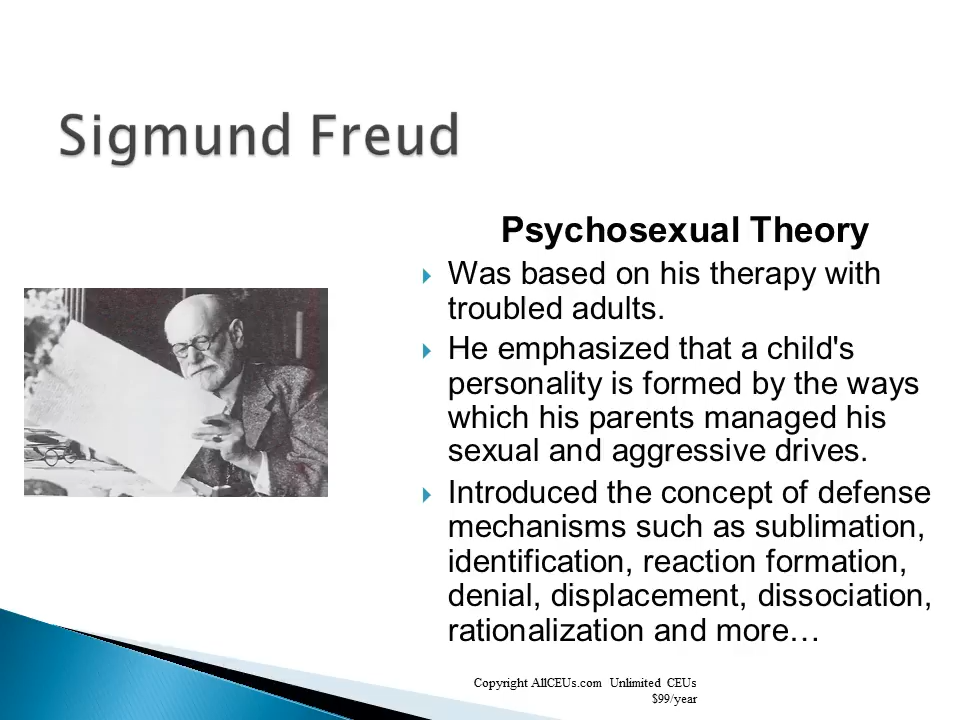 Sigmund Freud
Psychosexual Theory
Was based on his therapy with
troubled adults.
He emphasized that a child's
personality is formed by the ways
which his parents managed his
sexual and aggressive drives.
Introduced the concept of defense
mechanisms such as sublimation,
identification, reaction formation,
denial, displacement, dissociation,
rationalization and more…
Copyright AllCEUs.com Unlimited CEUs
$99/year